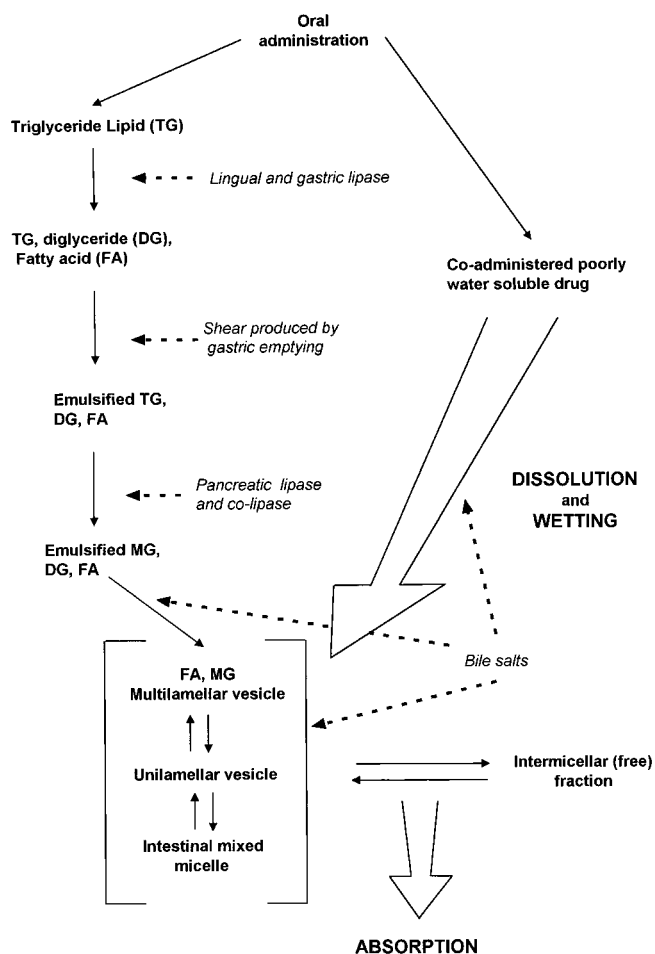 Oral
administration
Triglyceride Lipid (TG)
Lingual and gastric lipase
TG, diglyceride (DG),
Fatty acid (FA)
Co-administered poorly
water soluble drug
Shear produced by
gastric emptying
Emulsified TG,
DG, FA
Pancreatic lipase
and co-lipase
DISSOLUTION
and
WETTING
Emulsified MG,
DG, FA
Bile salts
FA, MG
Multilamellar vesicle
Unilamellar vesicle
Intermicellar (free)
fraction
Intestinal mixed
micelle
ABSORPTION